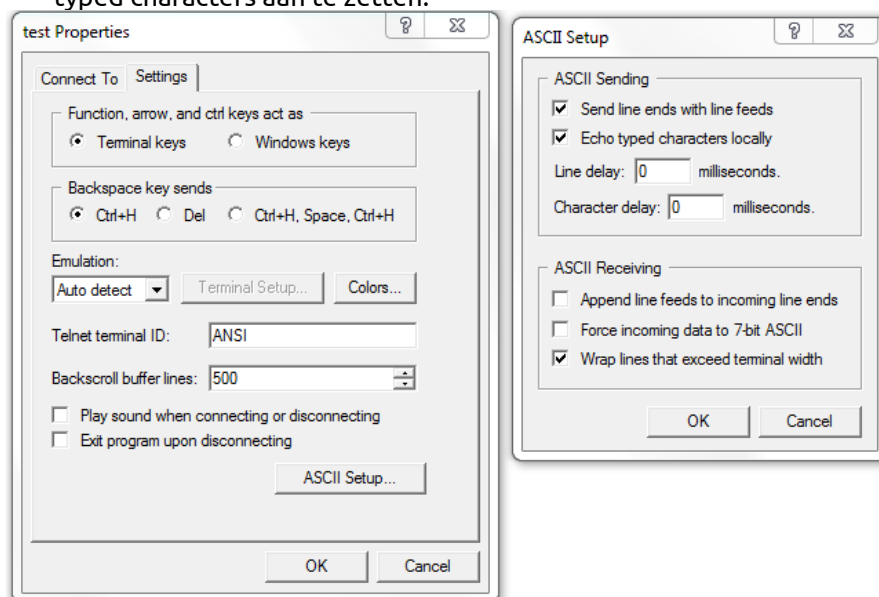 typed characters aan te zetten.
test Properties
Connect To Settings
Function, arrow, and ctrl keys act as
Terminal keys Windows keys
Backspace key sends
Ctrl+H Del Ctrl+H, Space, Ctrl+H
Emulation:
Auto detect Terminal Setup... Colors...
Telnet terminal ID: ANSI
Backscroll buffer lines: 500
Play sound when connecting or disconnecting
Exit program upon disconnecting
ASCII Setup...
OK Cancel
ASCII Setup
ASCII Sending
Send line ends with line feeds
Echo typed characters locally
Line delay: 0 milliseconds.
Character delay: 0 milliseconds.
ASCII Receiving
Append line feeds to incoming line ends
Force incoming data to 7-bit ASCII
Wrap lines that exceed terminal width
OK Cancel